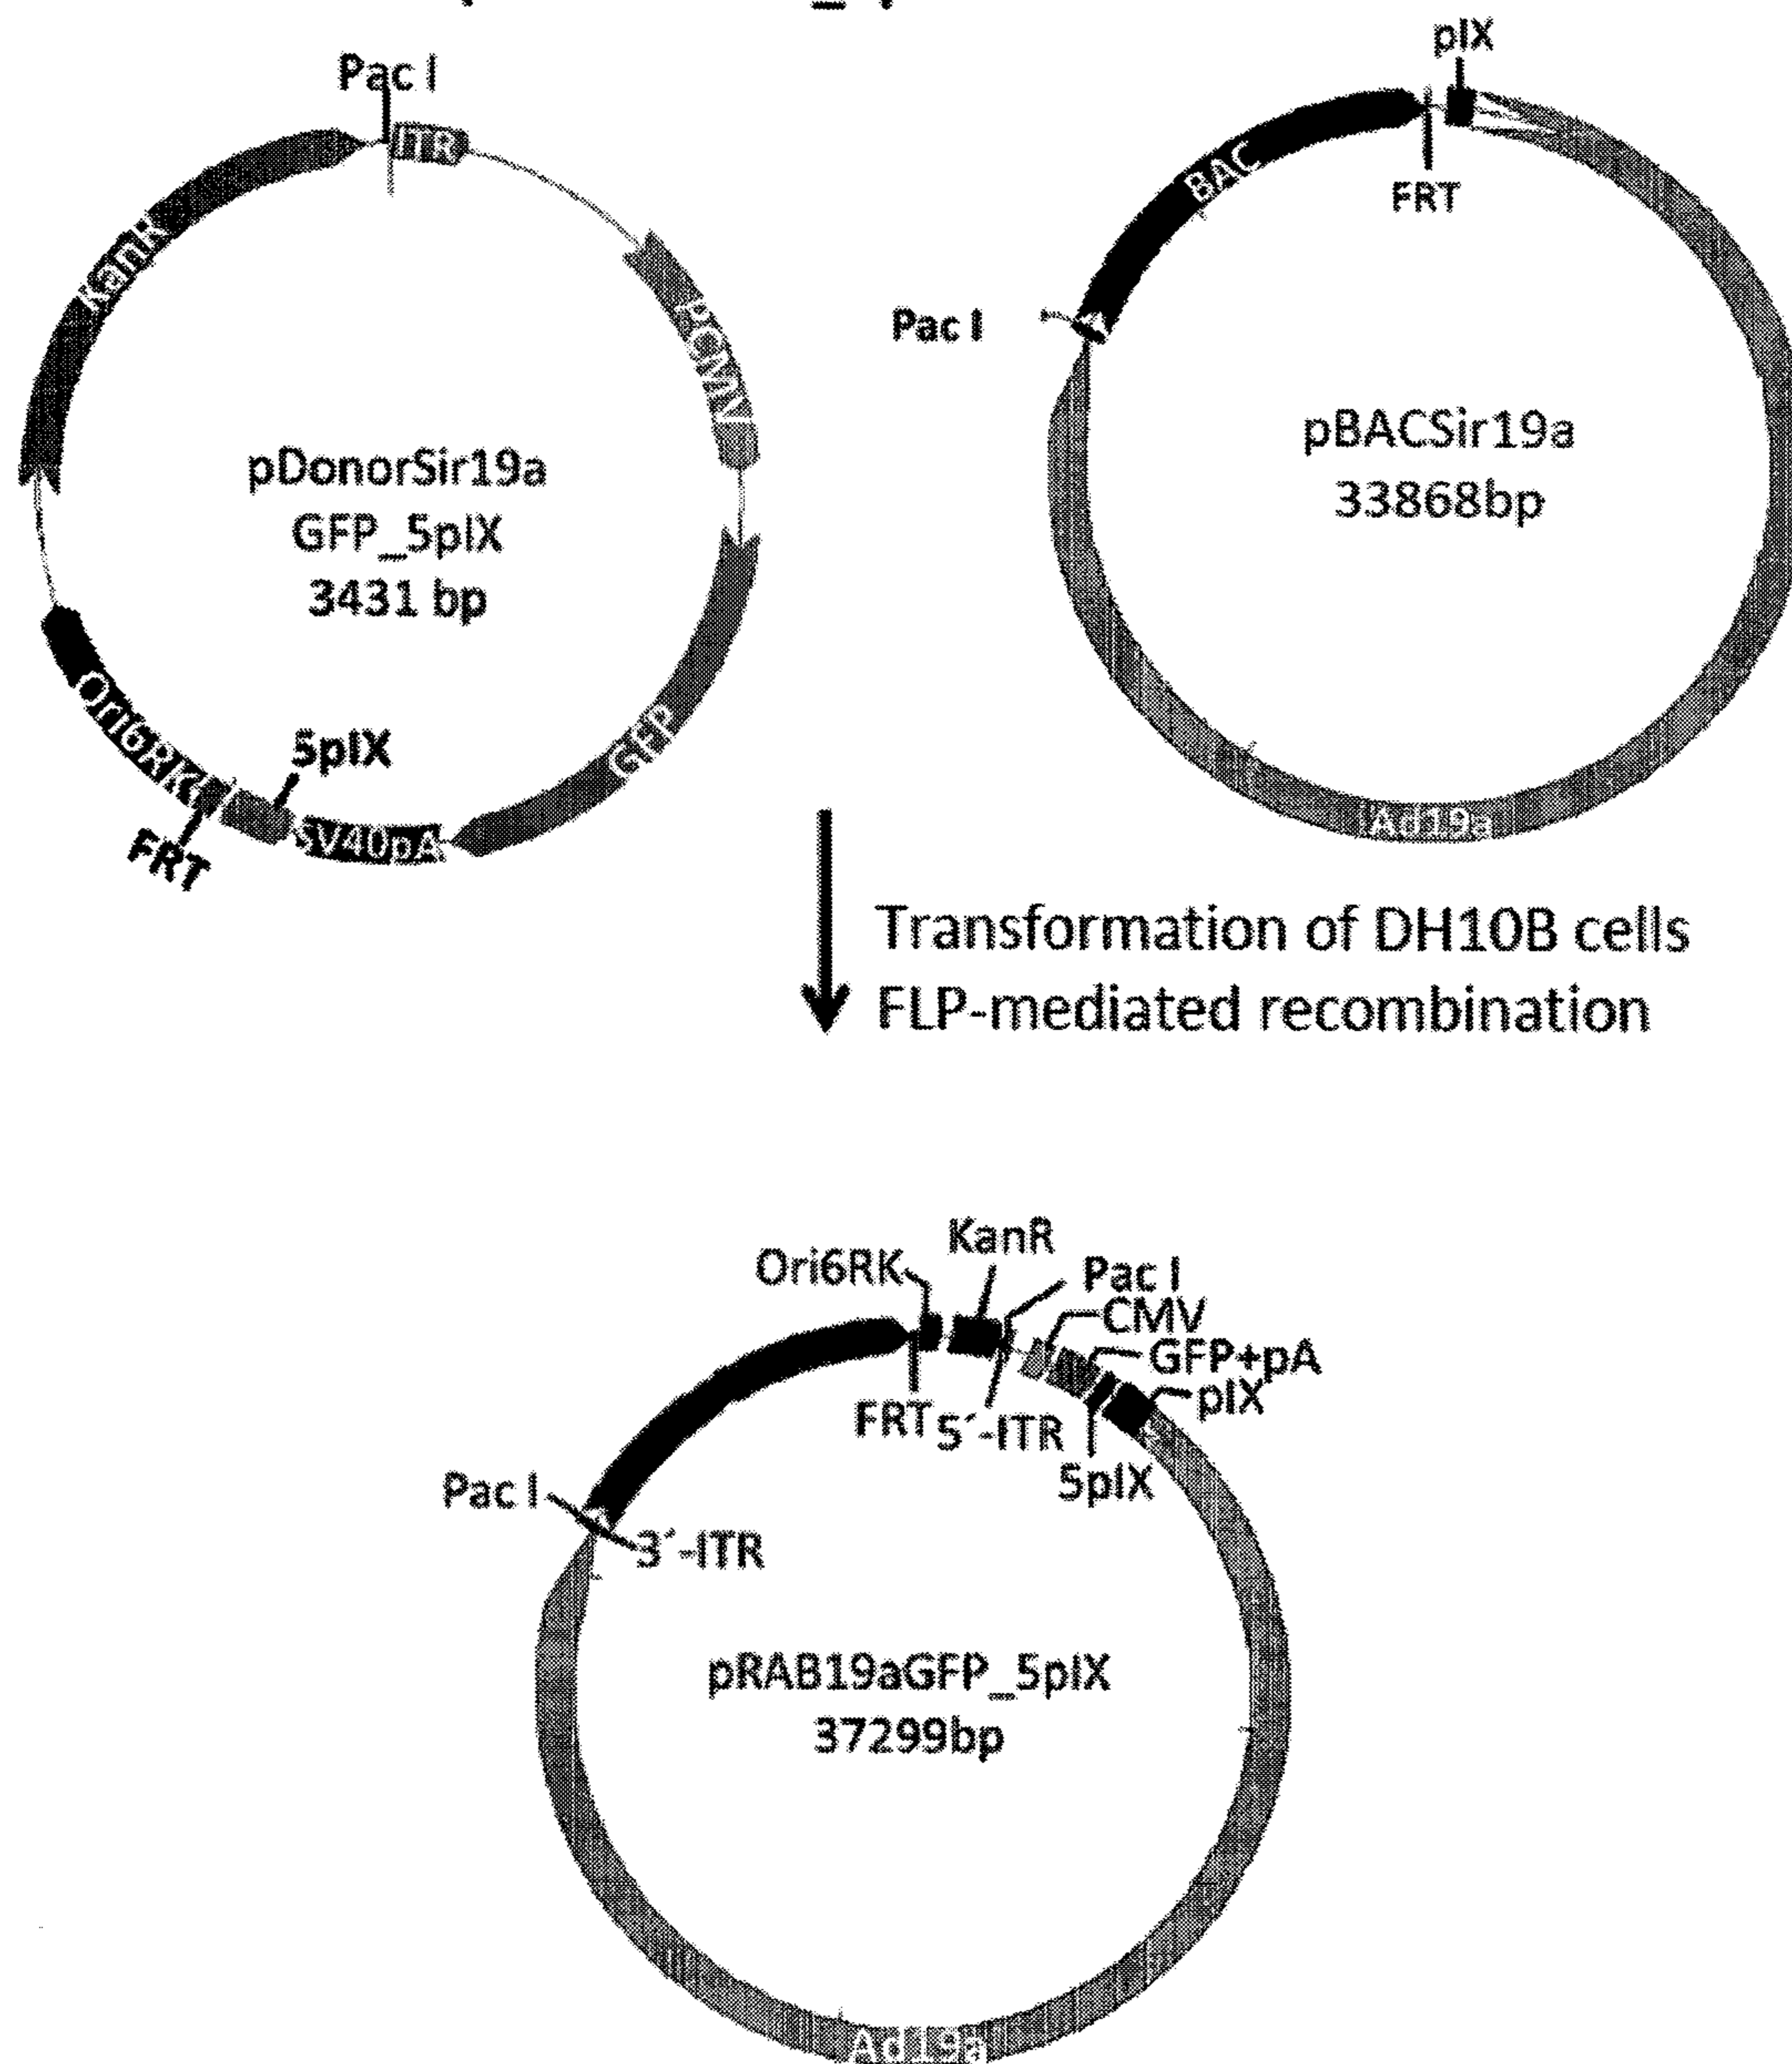 Pac I
ITR
KanR
PCMV
pDonorSir19a
GFP_5pIX
3431 bp
GFP
SV40pA
5pIX
FRT
Ori6RK
pIX
BAC
FRT
Pac I
pBACSir19a
33868bp
Ad19a
Transformation of DH10B cells
FLP-mediated recombination
KanR
Ori6RK
Pac I
CMV
GFP+pA
pIX
FRT
5´-ITR
5pIX
Pac I
3´-ITR
pRAB19aGFP_5pIX
37299bp
Ad19a